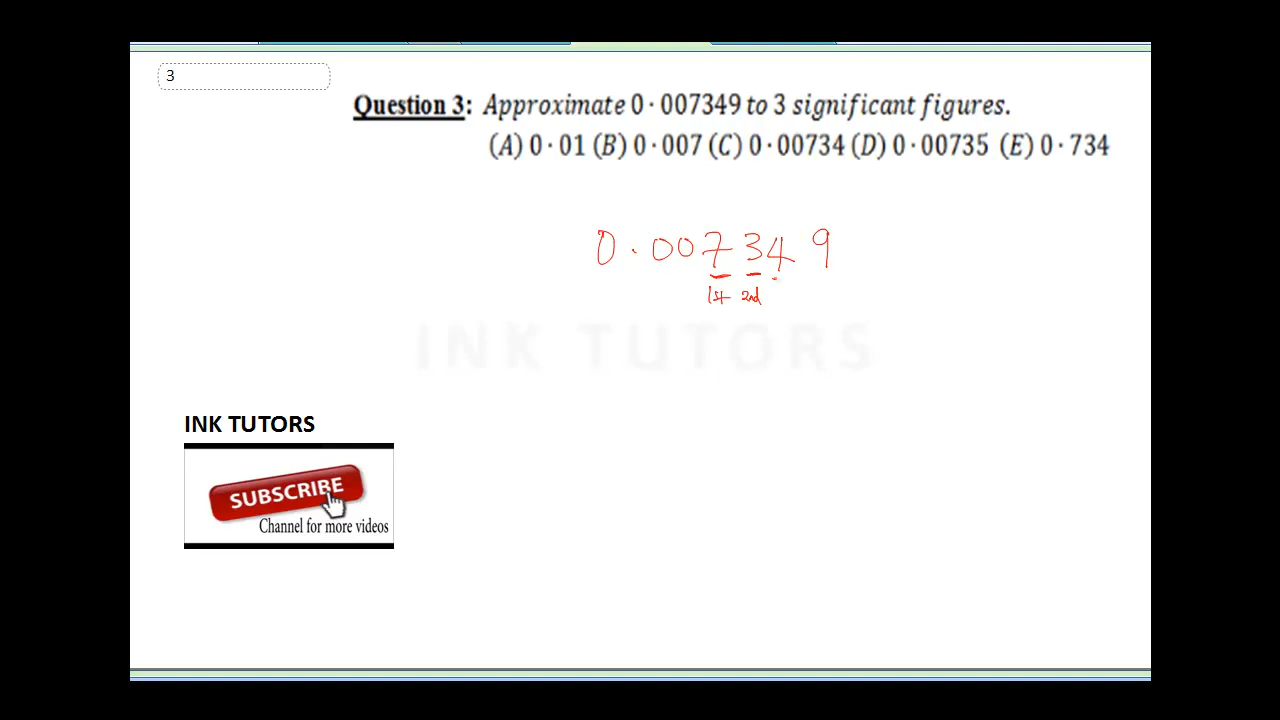 3
Question 3: Approximate 0·007349 to 3 significant figures.
(A) 0·01 (B) 0·007 (C) 0·00734 (D) 0·00735 (E) 0·734
0.007349
1st 2nd
INK TUTORS
INK TUTORS
SUBSCRIBE
Channel for more videos